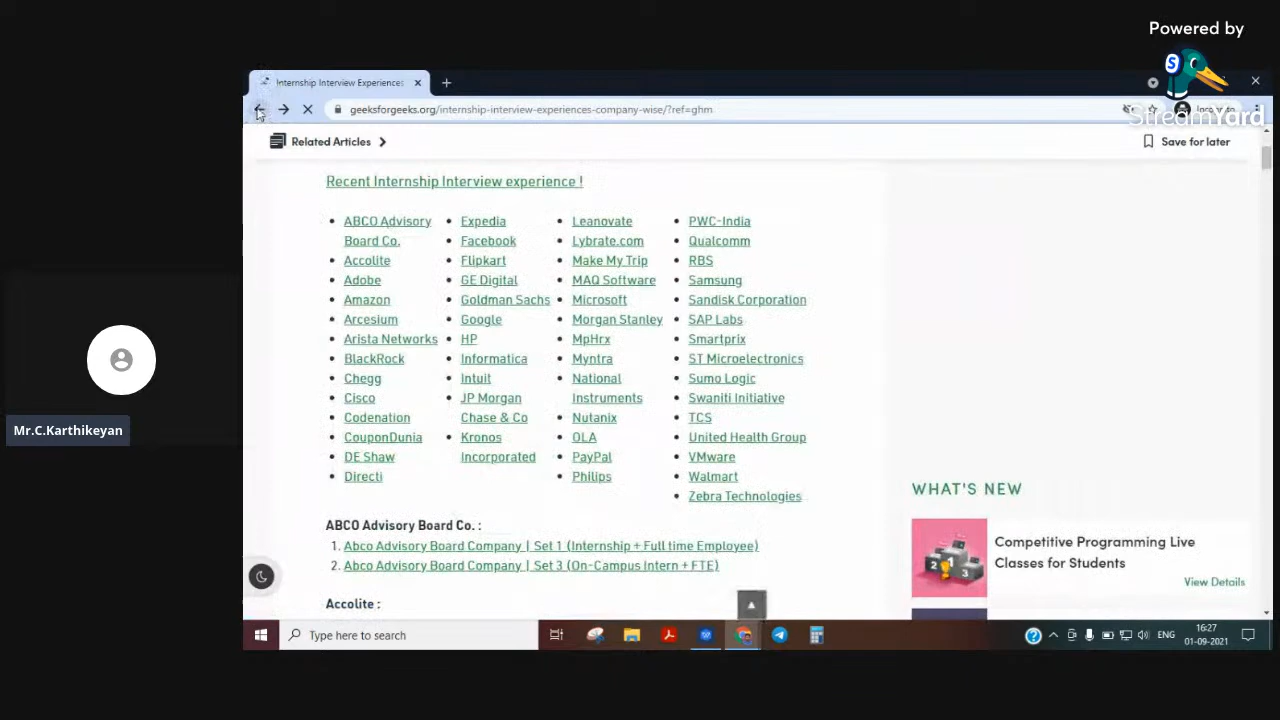 Powered by
S
StreamYard
Internship Interview Experiences
geeksforgeeks.org/internship-interview-experiences-company-wise/?ref=ghm
Related Articles
Save for later
Recent Internship Interview experience !
ABCO Advisory
Board Co.
Accolite
Adobe
Amazon
Arcesium
Arista Networks
BlackRock
Chegg
Cisco
Codenation
CouponDunia
DE Shaw
Directi
Expedia
Facebook
Flipkart
GE Digital
Goldman Sachs
Google
HP
Informatica
Intuit
JP Morgan
Chase & Co
Kronos
Incorporated
Leanovate
Lybrate.com
Make My Trip
MAQ Software
Microsoft
Morgan Stanley
MpHrx
Myntra
National
Instruments
Nutanix
OLA
PayPal
Philips
PWC-India
Qualcomm
RBS
Samsung
Sandisk Corporation
SAP Labs
Smartprix
ST Microelectronics
Sumo Logic
Swaniti Initiative
TCS
United Health Group
VMware
Walmart
Zebra Technologies
ABCO Advisory Board Co. :
1. Abco Advisory Board Company | Set 1 (Internship + Full time Employee)
2. Abco Advisory Board Company | Set 3 (On-Campus Intern + FTE)
Accolite :
WHAT'S NEW
2 1 3
Competitive Programming Live
Classes for Students
View Details
Mr.C.Karthikeyan
Type here to search
ENG
16:27
01-09-2021